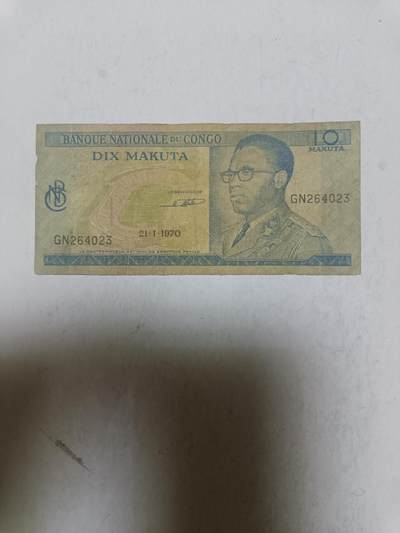 BANQUE NATIONALE DU CONGO
10
MAKUTA
DIX MAKUTA
GN264023
21-1-1970
GN264023